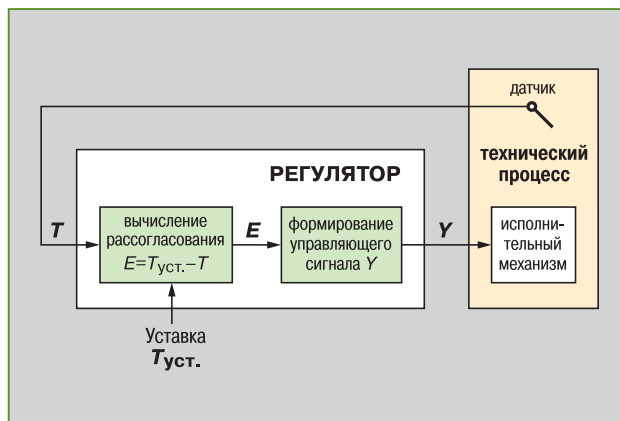 датчик
технический
процесс
РЕГУЛЯТОР
T
вычисление
рассогласования
E=Tуст.–T
E
формирование
управляющего
сигнала Y
Y
исполни-
тельный
механизм
Уставка
Tуст.